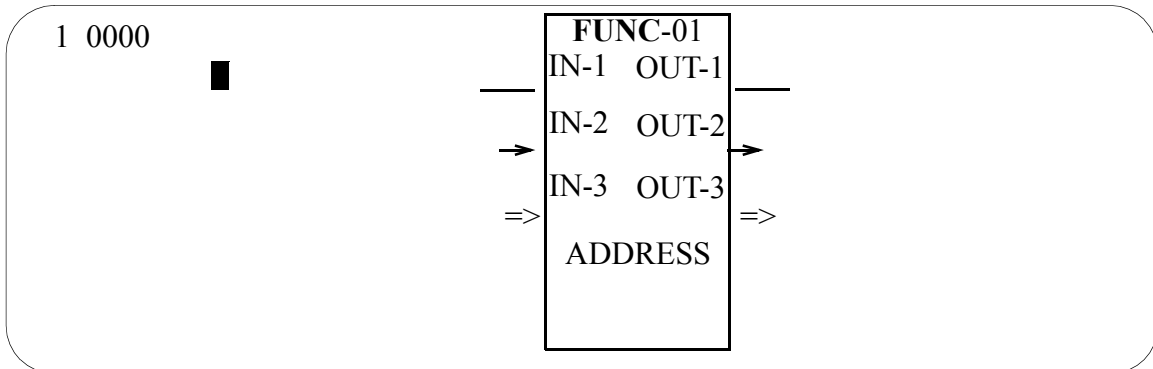 1 0000
FUNC-01
IN-1 OUT-1
IN-2 OUT-2
IN-3 OUT-3
=> =>
ADDRESS